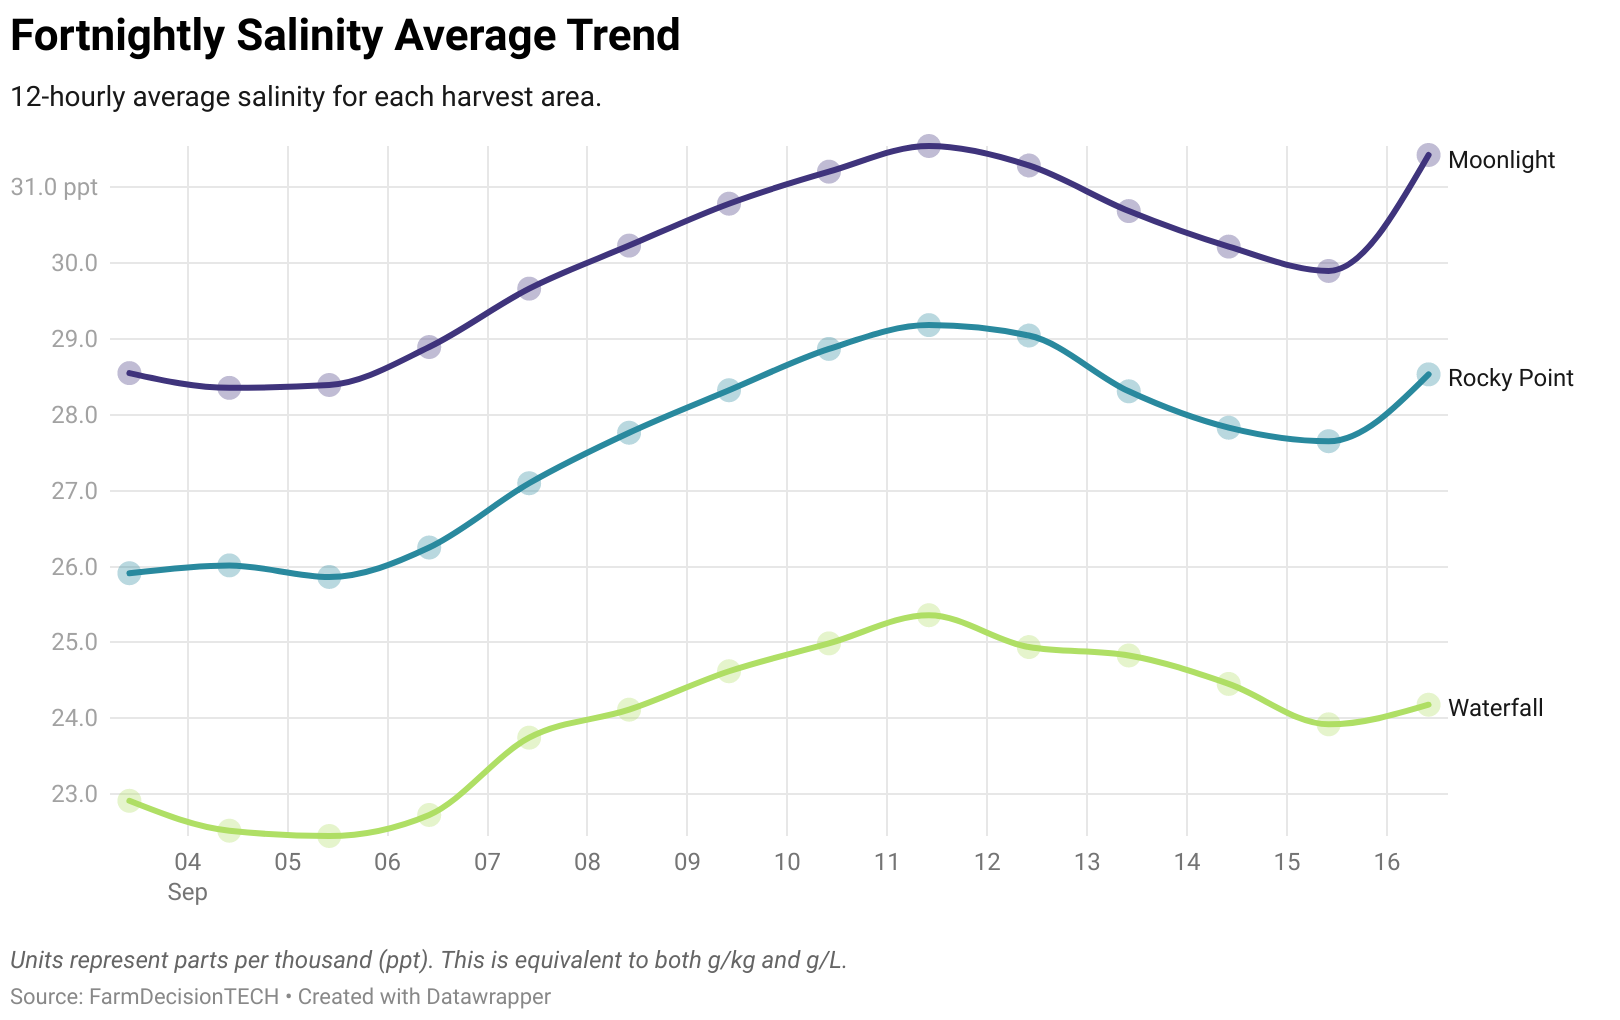 Fortnightly Salinity Average Trend
12-hourly average salinity for each harvest area.
31.0 ppt
30.0
29.0
28.0
27.0
26.0
25.0
24.0
23.0
Moonlight
Rocky Point
Waterfall
04 05 06 07 08 09 10 11 12 13 14 15 16
Sep
Units represent parts per thousand (ppt). This is equivalent to both g/kg and g/L.
Source: FarmDecisionTECH • Created with Datawrapper